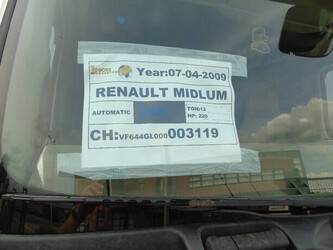 Year:07-04-2009
RENAULT MIDLUM
AUTOMATIC TON:12
HP: 220
CH:VF644GL000003119